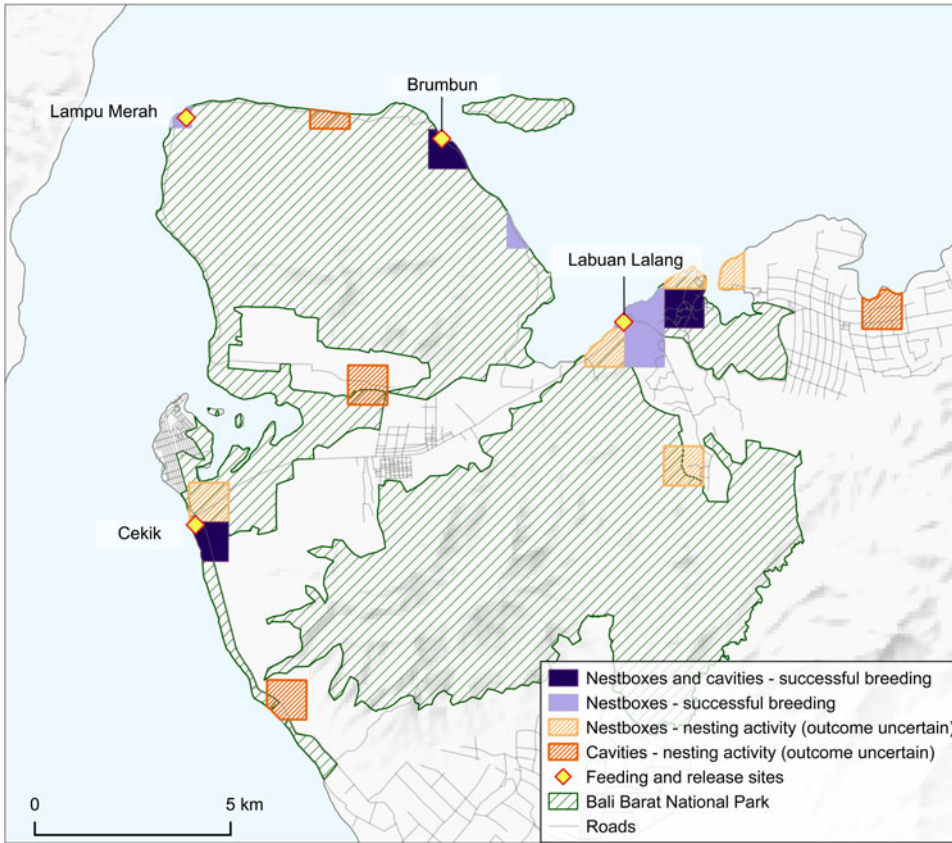 Brumbun
Lampu Merah
Labuan Lalang
Cekik
Nestboxes and cavities - successful breeding
Nestboxes - successful breeding
Nestboxes - nesting activity (outcome uncertain)
Cavities - nesting activity (outcome uncertain)
Feeding and release sites
Bali Barat National Park
Roads
0 5 km